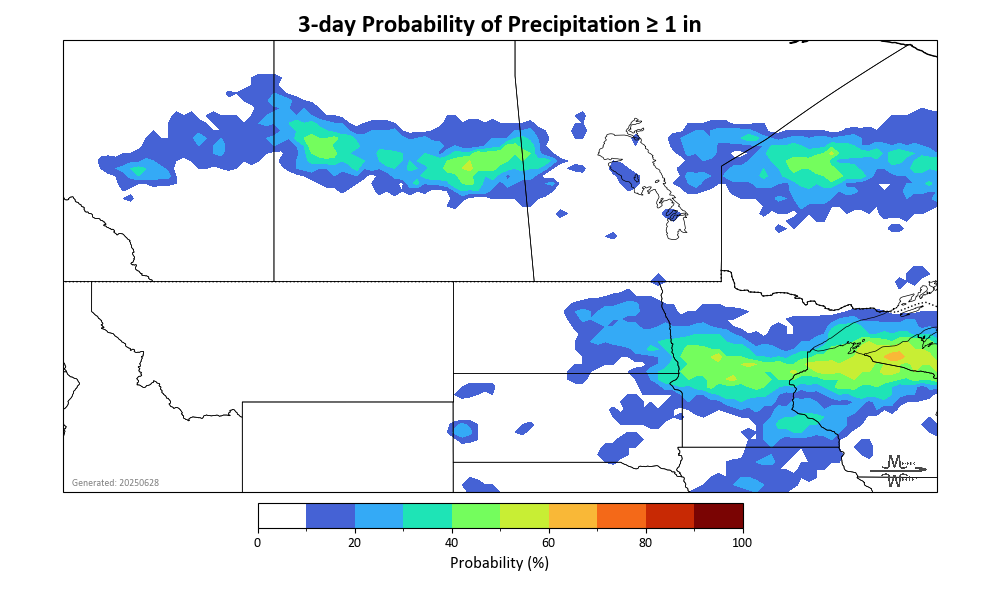 3-day Probability of Precipitation ≥ 1 in
Generated: 20250628
0 20 40 60 80 100
Probability (%)